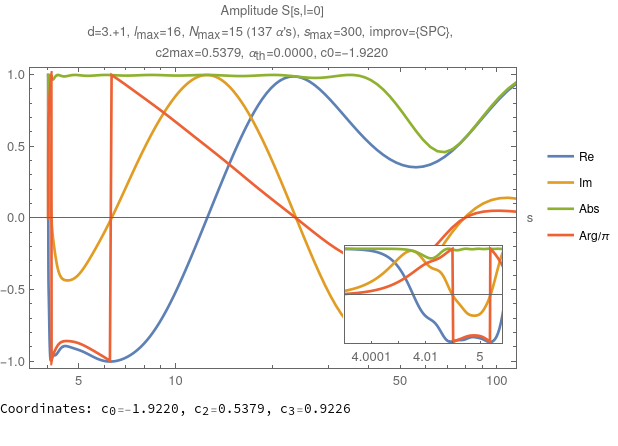 Amplitude S[s,l=0]
d=3.+1, lmax=16, Nmax=15 (137 α's), smax=300, improv={SPC},
c2max=0.5379, αth=0.0000, c0=-1.9220
1.0
0.5
0.0
-0.5
-1.0
5
10
50
100
s
4.0001
4.01
5
Re
Im
Abs
Arg/π
Coordinates: c0=-1.9220, c2=0.5379, c3=0.9226